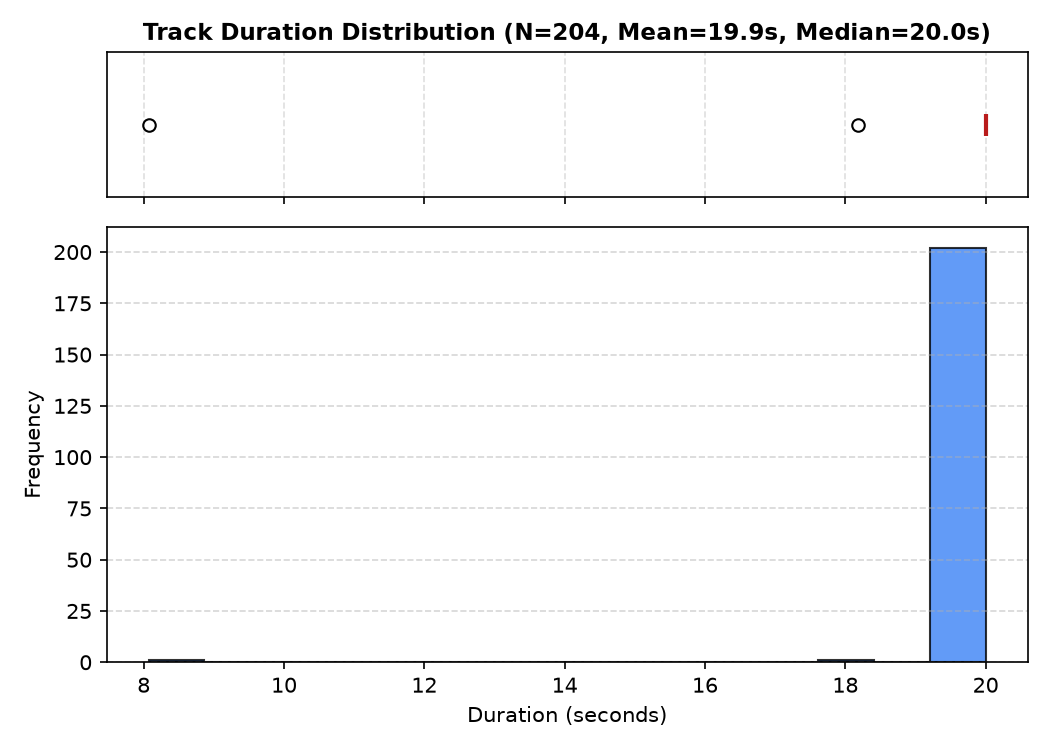 Track Duration Distribution (N=204, Mean=19.9s, Median=20.0s)
200
175
150
125
100
75
50
25
0
Frequency
8 10 12 14 16 18 20
Duration (seconds)